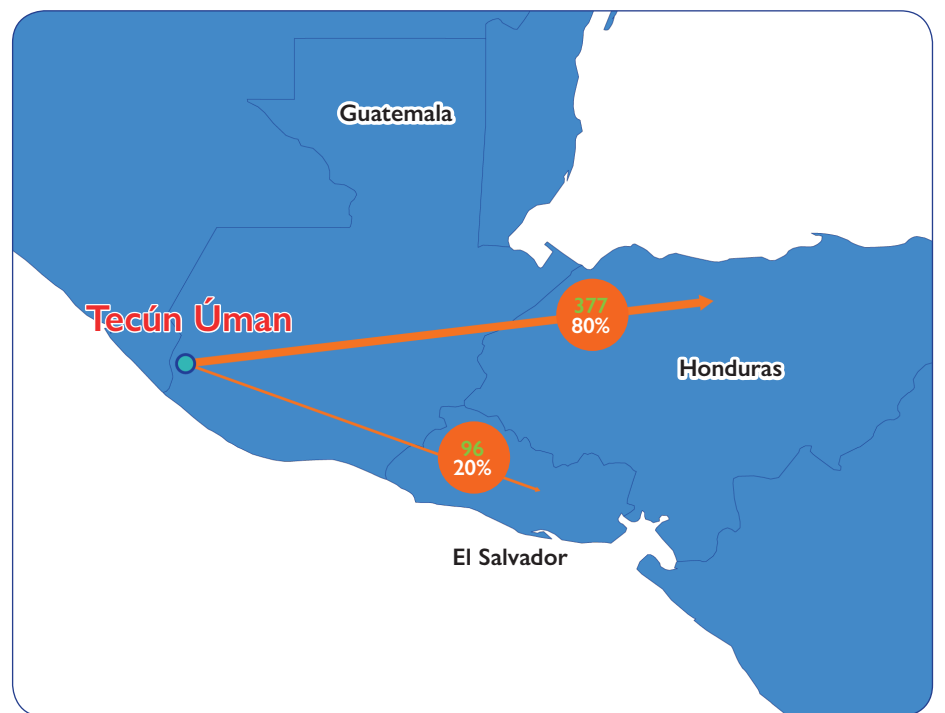 Guatemala
Tecún Úman
377
80%
Honduras
96
20%
El Salvador